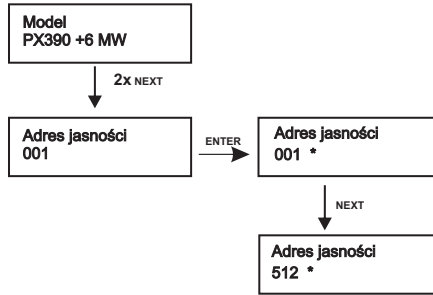 Model
PX390 +6 MW
2x NEXT
Adres jasności
001
ENTER
Adres jasności
001 *
NEXT
Adres jasności
512 *